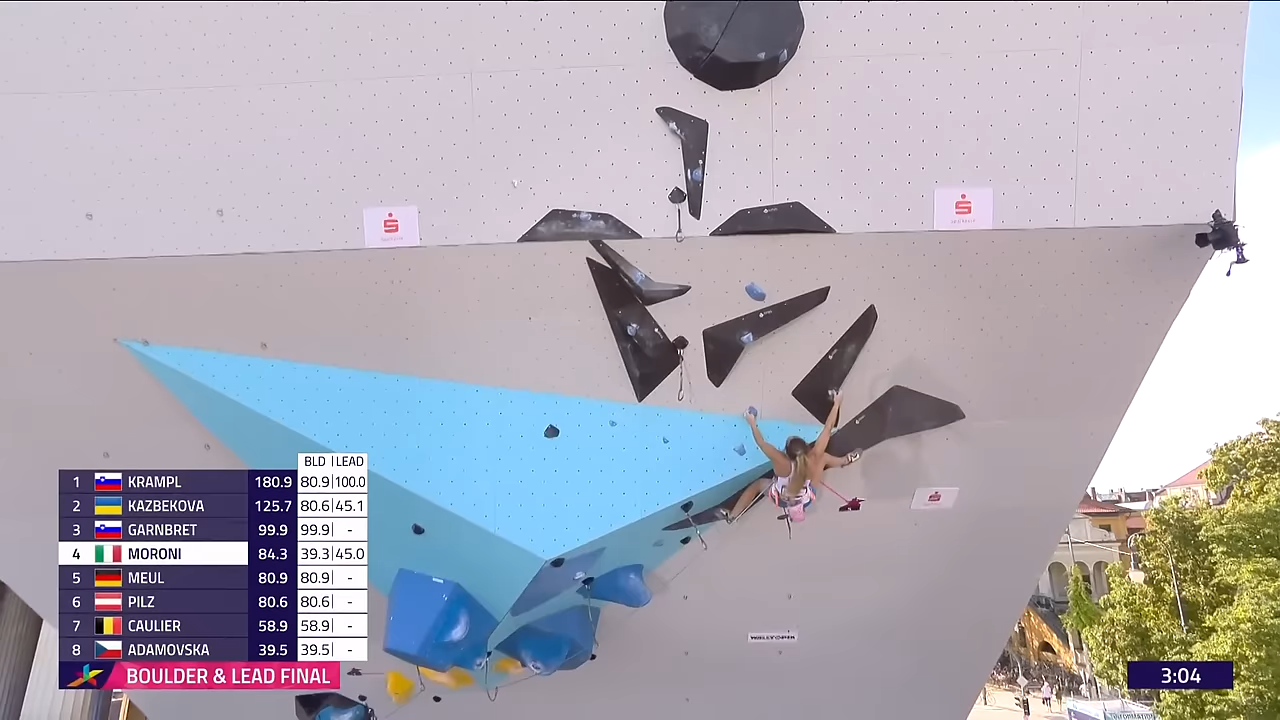 BLD | LEAD
1 KRAMPL 180.9 80.9 | 100.0
2 KAZBEKOVA 125.7 80.6 | 45.1
3 GARNBRET 99.9 99.9 | -
4 MORONI 84.3 39.3 | 45.0
5 MEUL 80.9 80.9 | -
6 PILZ 80.6 80.6 | -
7 CAULIER 58.9 58.9 | -
8 ADAMOVSKA 39.5 39.5 | -
BOULDER & LEAD FINAL
3:04